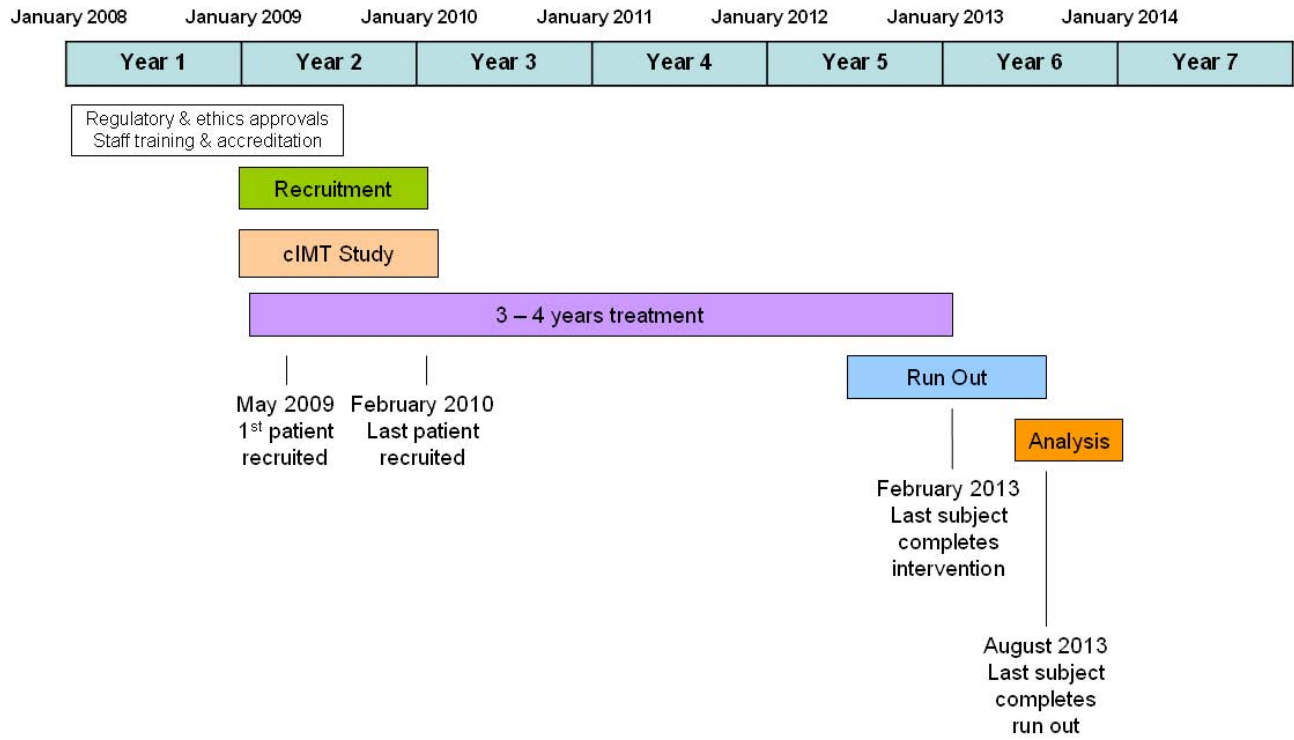 January 2008 January 2009 January 2010 January 2011 January 2012 January 2013 January 2014
Year 1 Year 2 Year 3 Year 4 Year 5 Year 6 Year 7
Regulatory & ethics approvals
Staff training & accreditation
Recruitment
cIMT Study
3 – 4 years treatment
Run Out
May 2009
1st patient
recruited
February 2010
Last patient
recruited
Analysis
February 2013
Last subject
completes
intervention
August 2013
Last subject
completes
run out